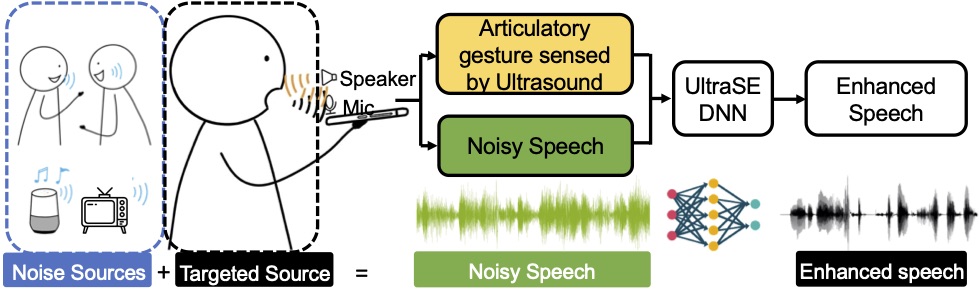 Articulatory
gesture sensed
by Ultrasound
Speaker
Mic
Noisy Speech
UltraSE
DNN
Enhanced
Speech
Noise Sources + Targeted Source = Noisy Speech
Enhanced speech